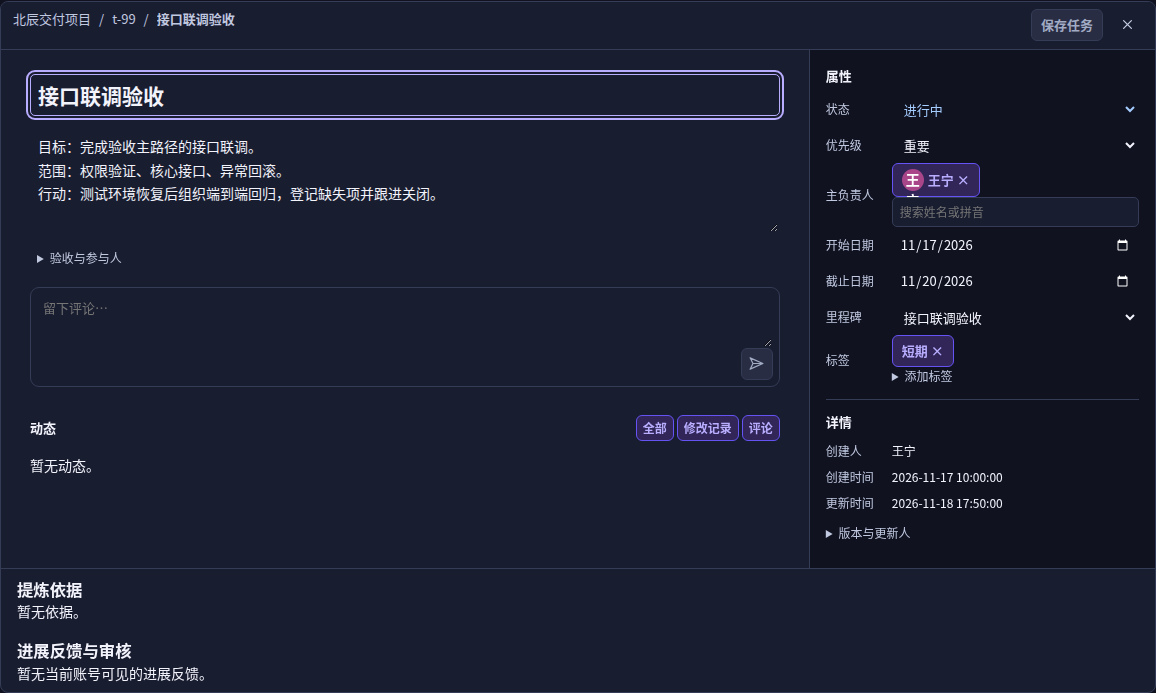 北辰交付项目 / t-99 / 接口联调验收
保存任务
接口联调验收
目标：完成验收主路径的接口联调。
范围：权限验证、核心接口、异常回滚。
行动：测试环境恢复后组织端到端回归，登记缺失项并跟进关闭。
验收与参与人
留下评论…
动态
全部 修改记录 评论
暂无动态。
属性
状态 进行中
优先级 重要
主负责人 王 王宁
搜索姓名或拼音
开始日期 11/17/2026
截止日期 11/20/2026
里程碑 接口联调验收
标签 短期
添加标签
详情
创建人 王宁
创建时间 2026-11-17 10:00:00
更新时间 2026-11-18 17:50:00
版本与更新人
提炼依据
暂无依据。
进展反馈与审核
暂无当前账号可见的进展反馈。